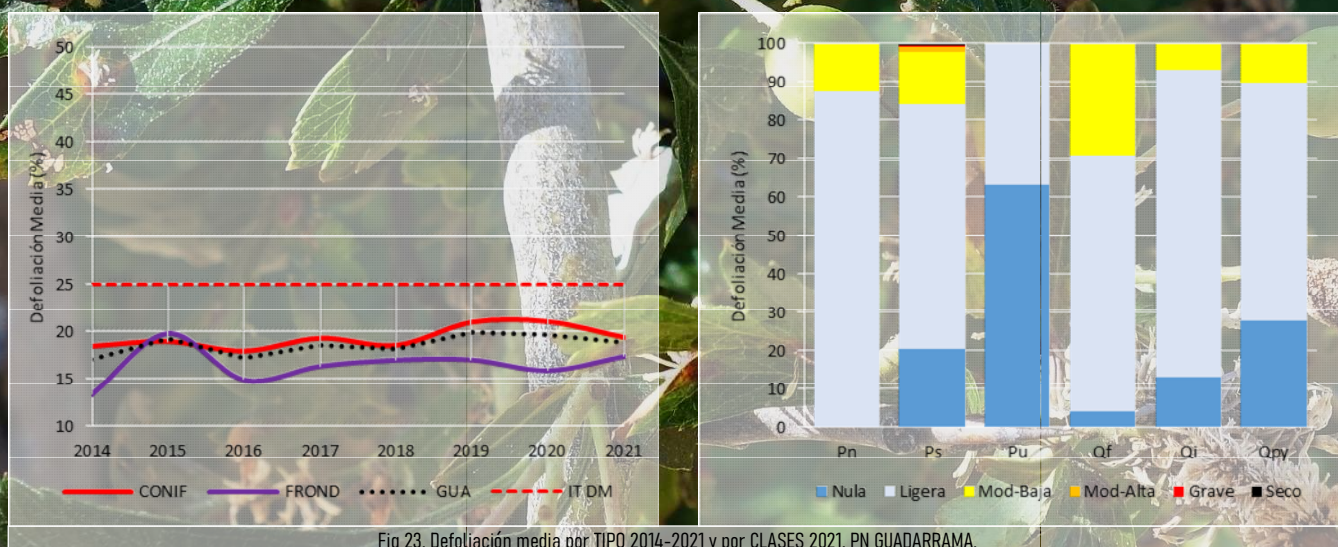 50
45
40
35
30
25
20
15
10
Defoliación Media (%)
2014 2015 2016 2017 2018 2019 2020 2021
CONIF FROND GUA IT DM
100
90
80
70
60
50
40
30
20
10
0
Defoliación Media (%)
Pn Ps Pu Qf Qi Qpy
Nula Ligera Mod-Baja Mod-Alta Grave Seco
Fig 23. Defoliación media por TIPO 2014-2021 y por CLASES 2021. PN GUADARRAMA.